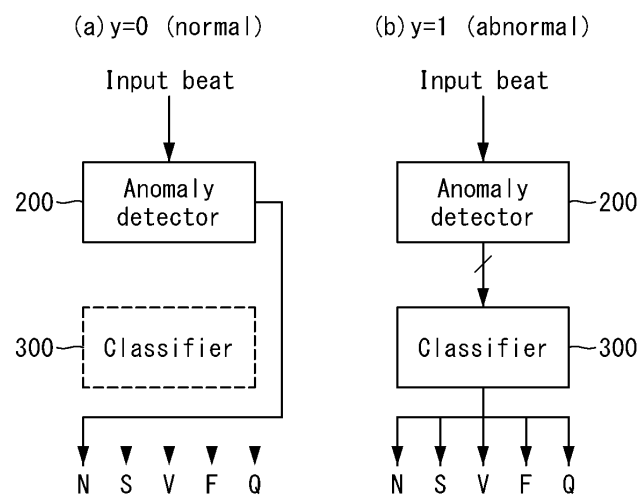 (a) y=0 (normal)
Input beat
Anomaly
detector
200
Classifier
300
N S V F Q
(b) y=1 (abnormal)
Input beat
Anomaly
detector
200
Classifier
300
N S V F Q